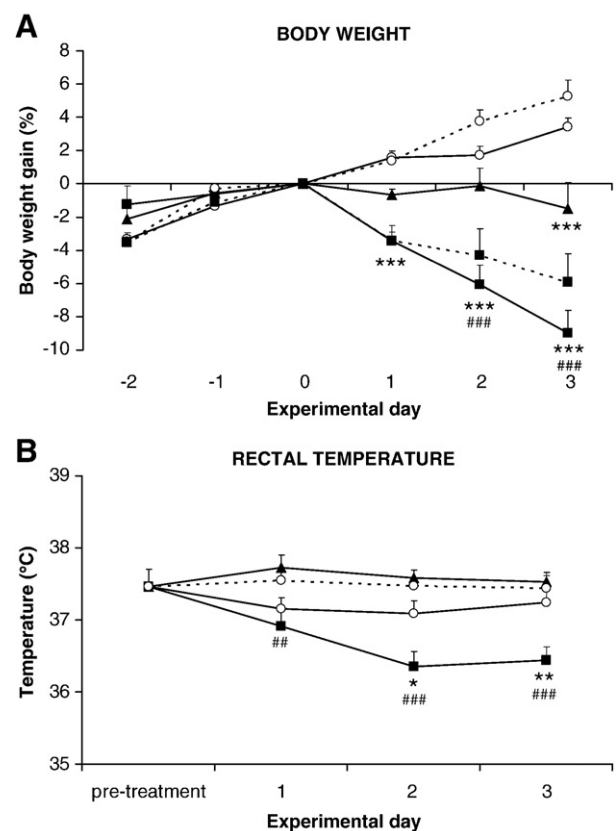 A
BODY WEIGHT
8
6
4
2
0
-2
-4
-6
-8
-10
Body weight gain (%)
***
***
###
***
***
###
-2 -1 0 1 2 3
Experimental day
B
RECTAL TEMPERATURE
39
38
37
36
35
Temperature (°C)
##
*
###
**
###
pre-treatment 1 2 3
Experimental day